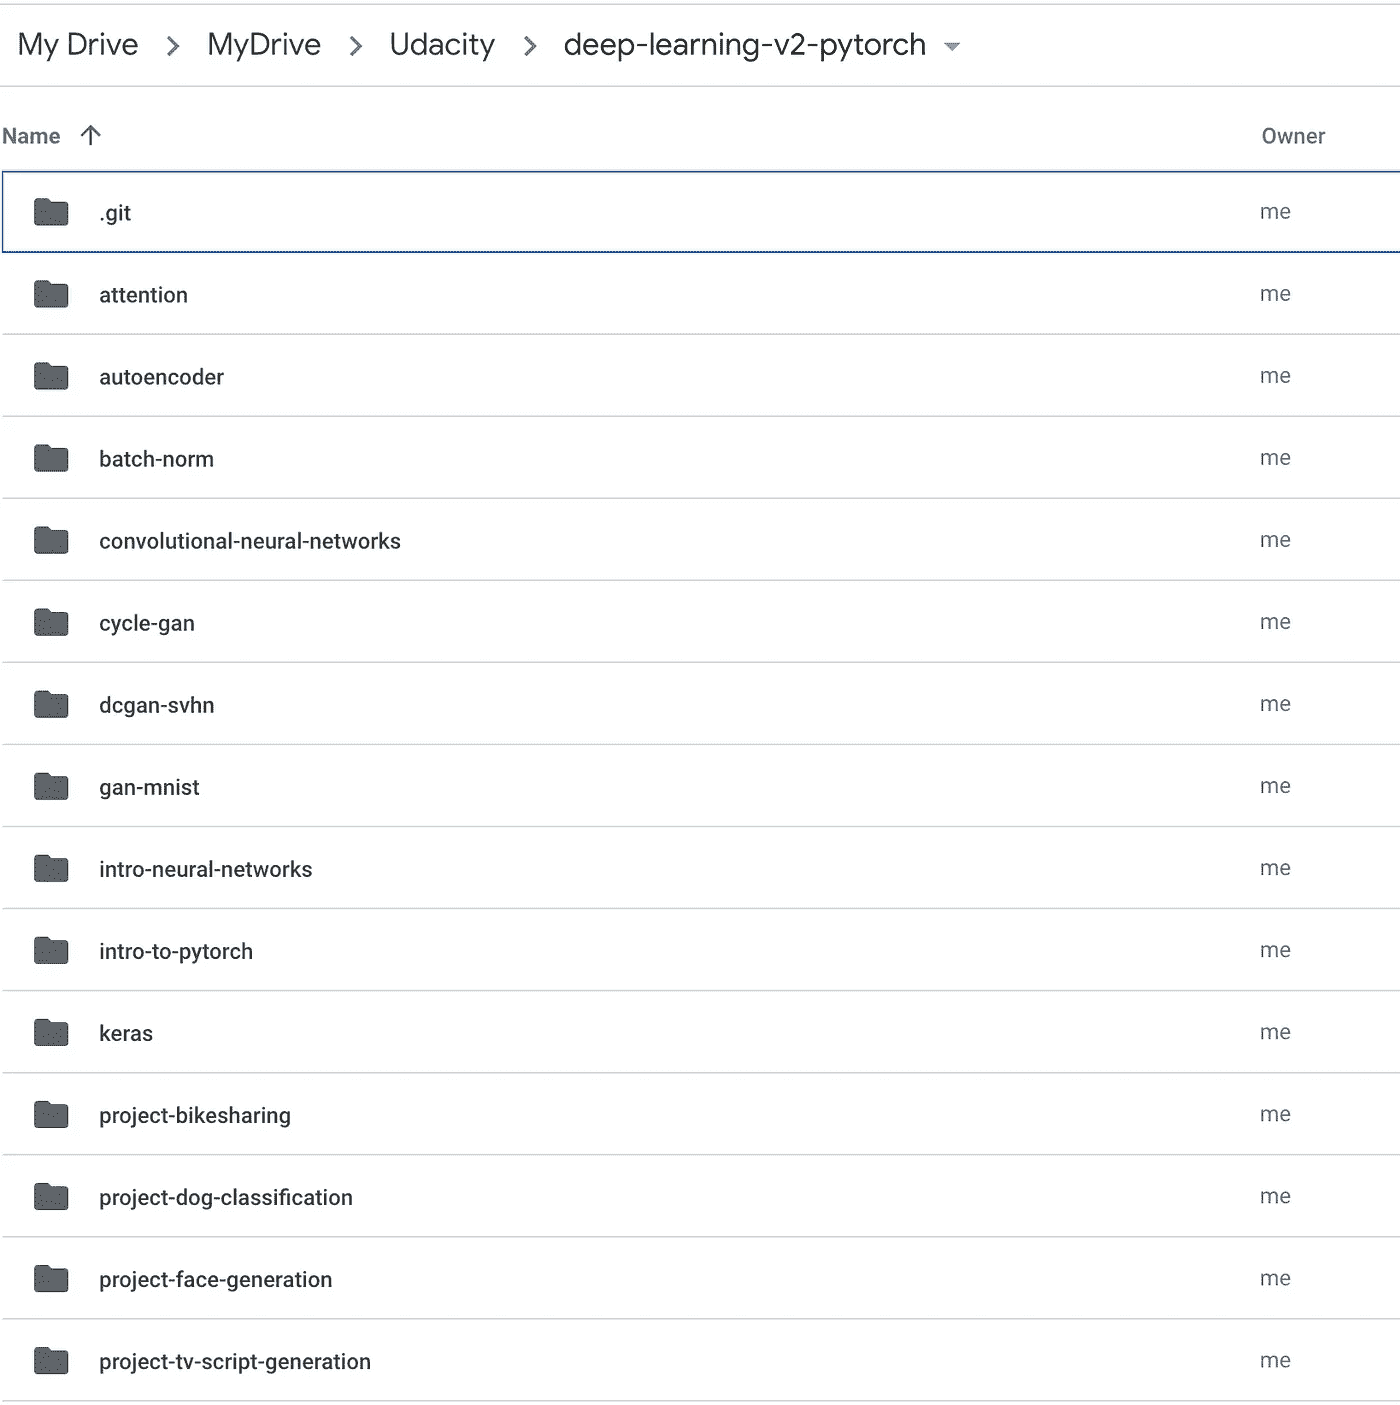 My Drive > MyDrive > Udacity > deep-learning-v2-pytorch
Name Owner
.git me
attention me
autoencoder me
batch-norm me
convolutional-neural-networks me
cycle-gan me
dcgan-svhn me
gan-mnist me
intro-neural-networks me
intro-to-pytorch me
keras me
project-bikesharing me
project-dog-classification me
project-face-generation me
project-tv-script-generation me